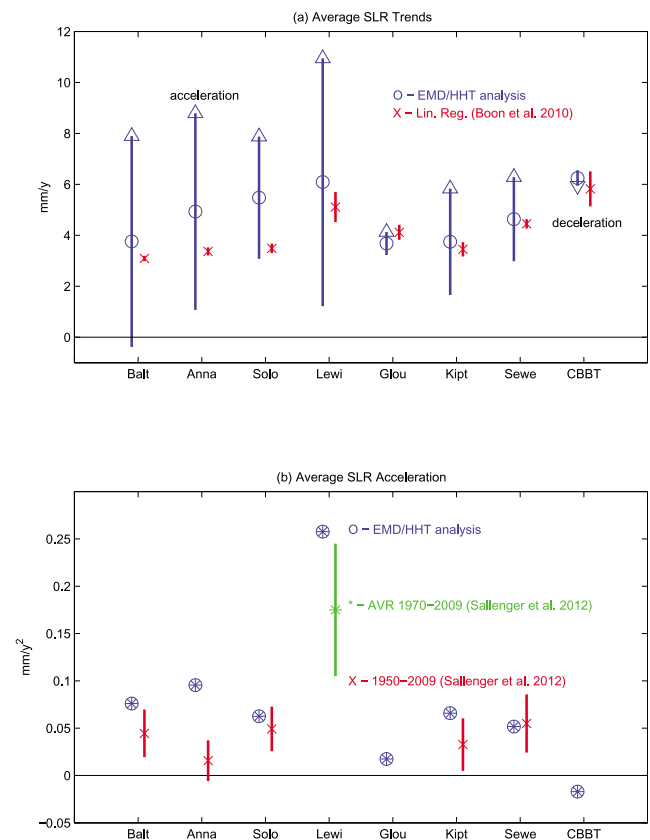 (a) Average SLR Trends
12
10
8
6
4
2
0
mm/y
acceleration
O – EMD/HHT analysis
X – Lin. Reg. (Boon et al. 2010)
deceleration
Balt Anna Solo Lewi Glou Kipt Sewe CBBT
(b) Average SLR Acceleration
0.25
0.2
0.15
0.1
0.05
0
−0.05
mm/y²
O – EMD/HHT analysis
* – AVR 1970–2009 (Sallenger et al. 2012)
X – 1950–2009 (Sallenger et al. 2012)
Balt Anna Solo Lewi Glou Kipt Sewe CBBT